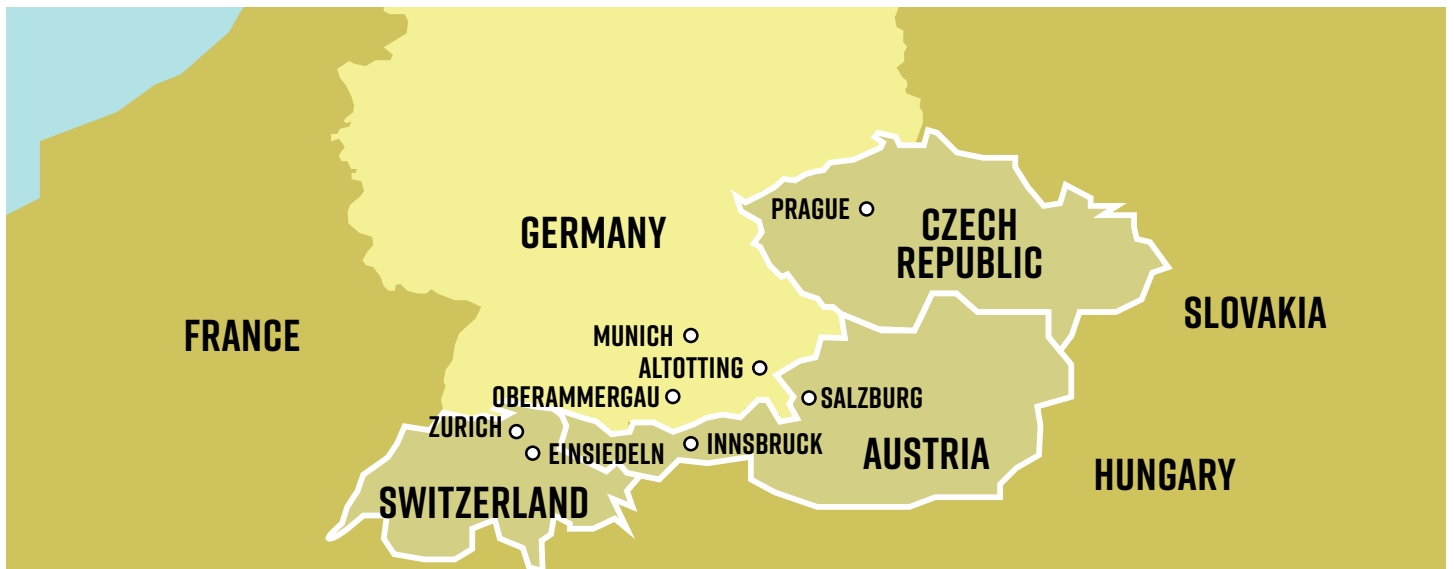 PRAGUE
CZECH
REPUBLIC
GERMANY
SLOVAKIA
FRANCE
MUNICH
ALTOTTING
OBERAMMERGAU
SALZBURG
ZURICH
INNSBRUCK
EINSIEDELN
AUSTRIA
HUNGARY
SWITZERLAND